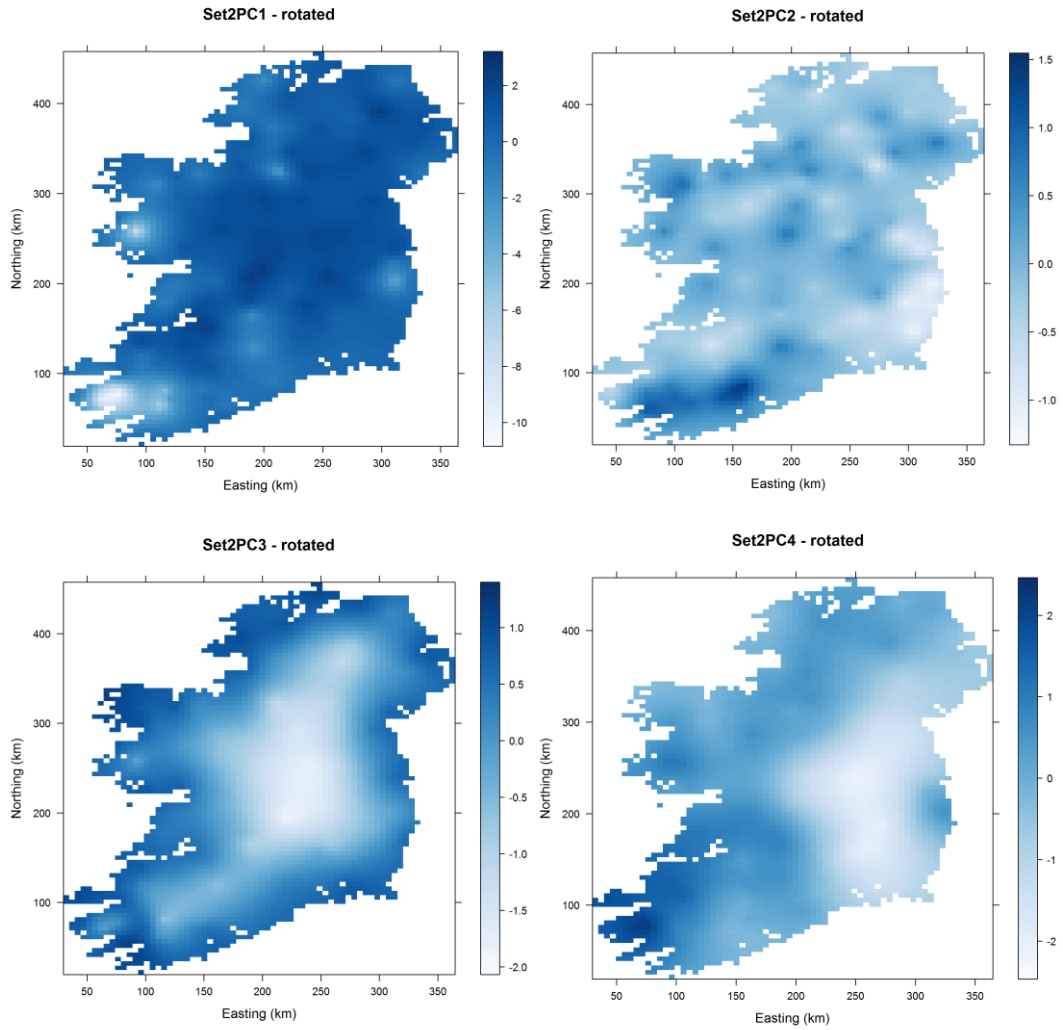 Set2PC1 - rotated
Northing (km)
400
300
200
100
50 100 150 200 250 300 350
Easting (km)
2
0
-2
-4
-6
-8
-10
Set2PC2 - rotated
Northing (km)
400
300
200
100
50 100 150 200 250 300 350
Easting (km)
1.5
1.0
0.5
0.0
-0.5
-1.0
Set2PC3 - rotated
Northing (km)
400
300
200
100
50 100 150 200 250 300 350
Easting (km)
1.0
0.5
0.0
-0.5
-1.0
-1.5
-2.0
Set2PC4 - rotated
Northing (km)
400
300
200
100
50 100 150 200 250 300 350
Easting (km)
2
1
0
-1
-2